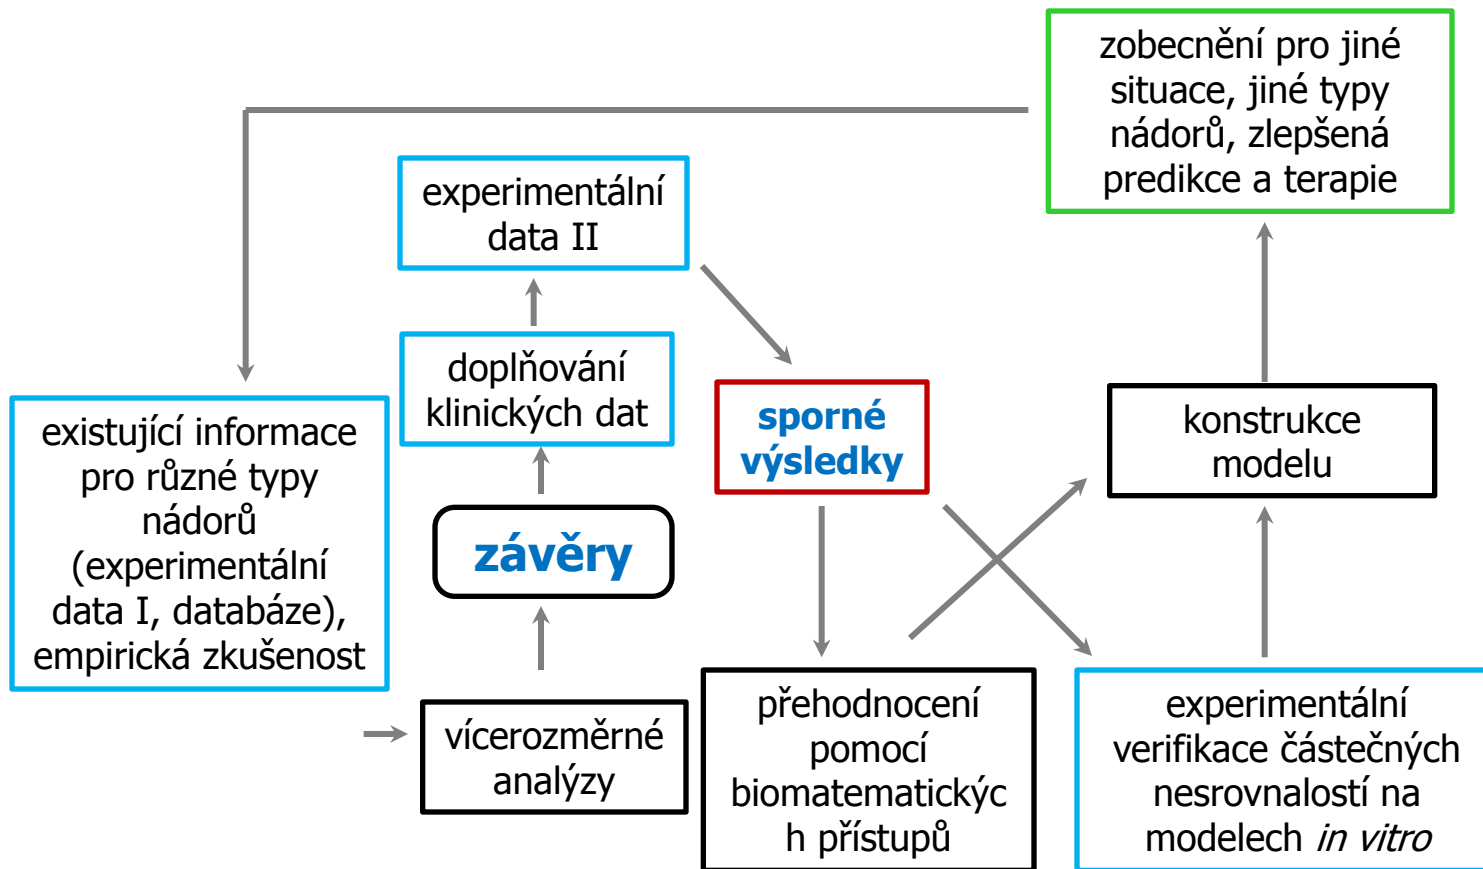 zobecnění pro jiné
situace, jiné typy
nádorů, zlepšená
predikce a terapie
experimentální
data II
doplňování
klinických dat
existující informace
pro různé typy
nádorů
(experimentální
data I, databáze),
empirická zkušenost
sporné
výsledky
konstrukce
modelu
závěry
vícerozměrné
analýzy
přehodnocení
pomocí
biomatematickýc
h přístupů
experimentální
verifikace částečných
nesrovnalostí na
modelech in vitro